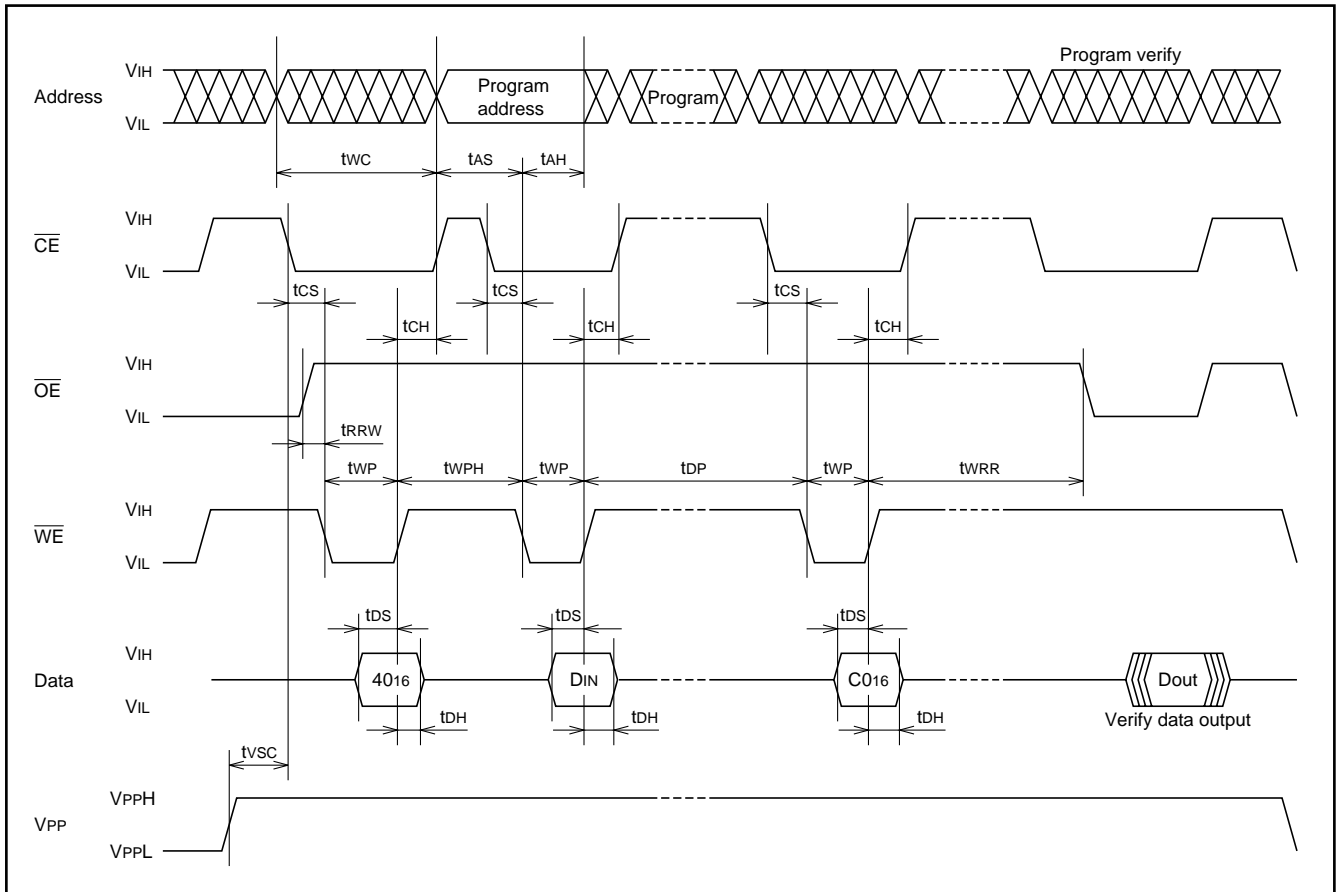 Program verify
Address
VIH
VIL
Program
address
Program
tWC
tAS
tAH
CE
VIH
VIL
tCS
tCS
tCS
tCH
tCH
tCH
OE
VIH
VIL
tRRW
tWP
tWPH
tWP
tDP
tWP
tWRR
WE
VIH
VIL
tDS
tDS
tDS
Data
VIH
VIL
4016
DIN
C016
Dout
Verify data output
tDH
tDH
tDH
tVSC
VPP
VPPH
VPPL